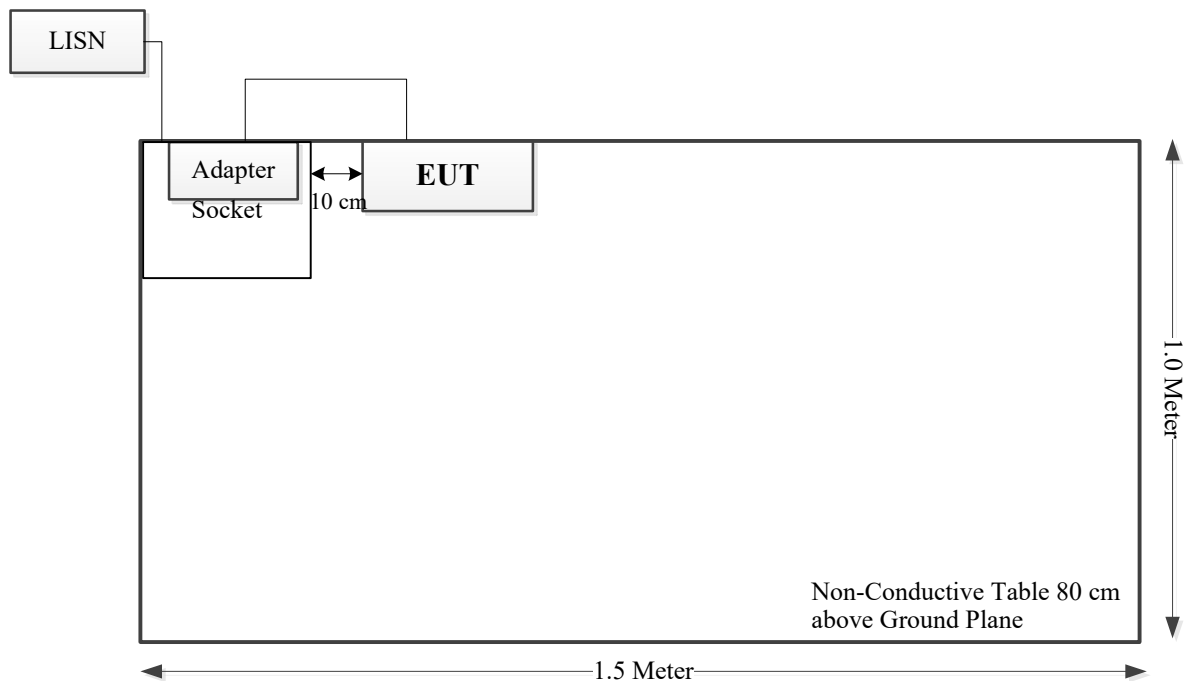 LISN
Adapter
Socket
10 cm
EUT
1.0 Meter
Non-Conductive Table 80 cm
above Ground Plane
1.5 Meter